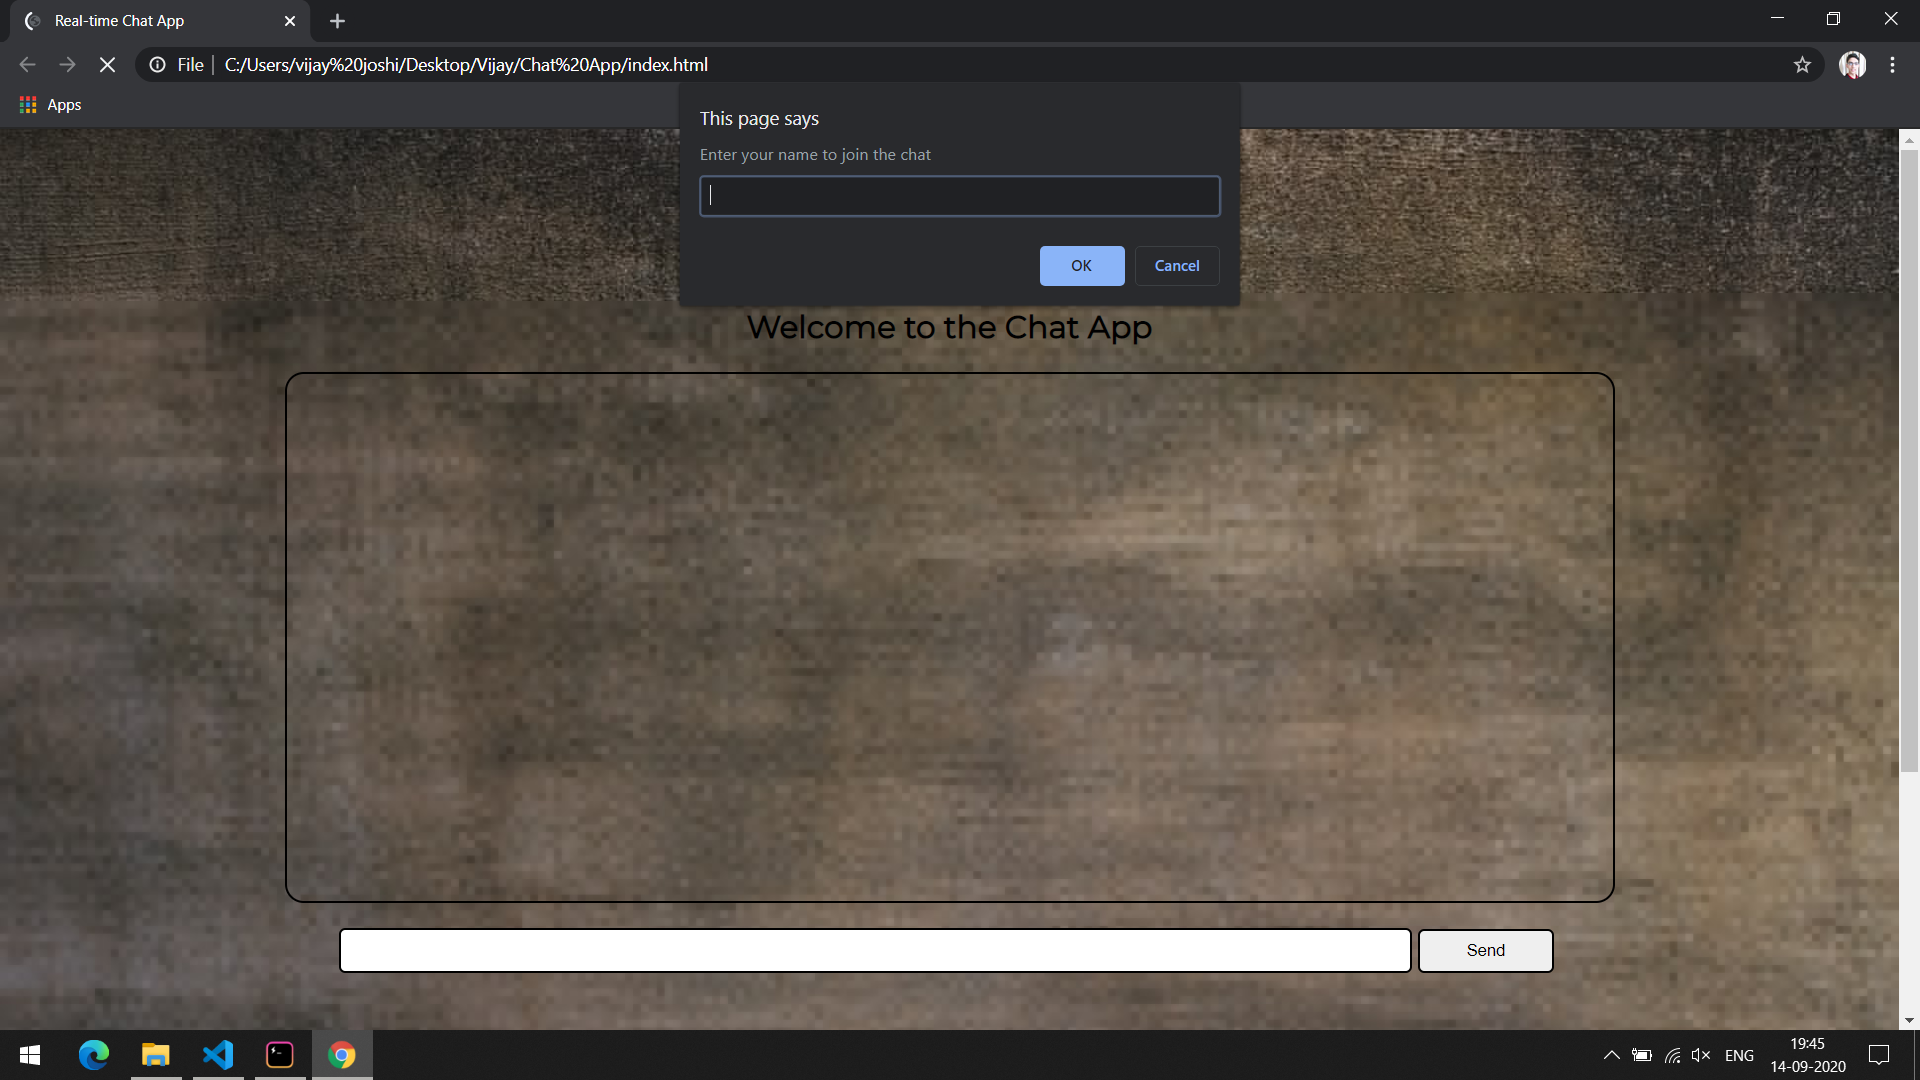 Real-time Chat App
File
C:/Users/vijay%20joshi/Desktop/Vijay/Chat%20App/index.html
Apps
This page says
Enter your name to join the chat
OK
Cancel
Welcome to the Chat App
Send
ENG
19:45
14-09-2020